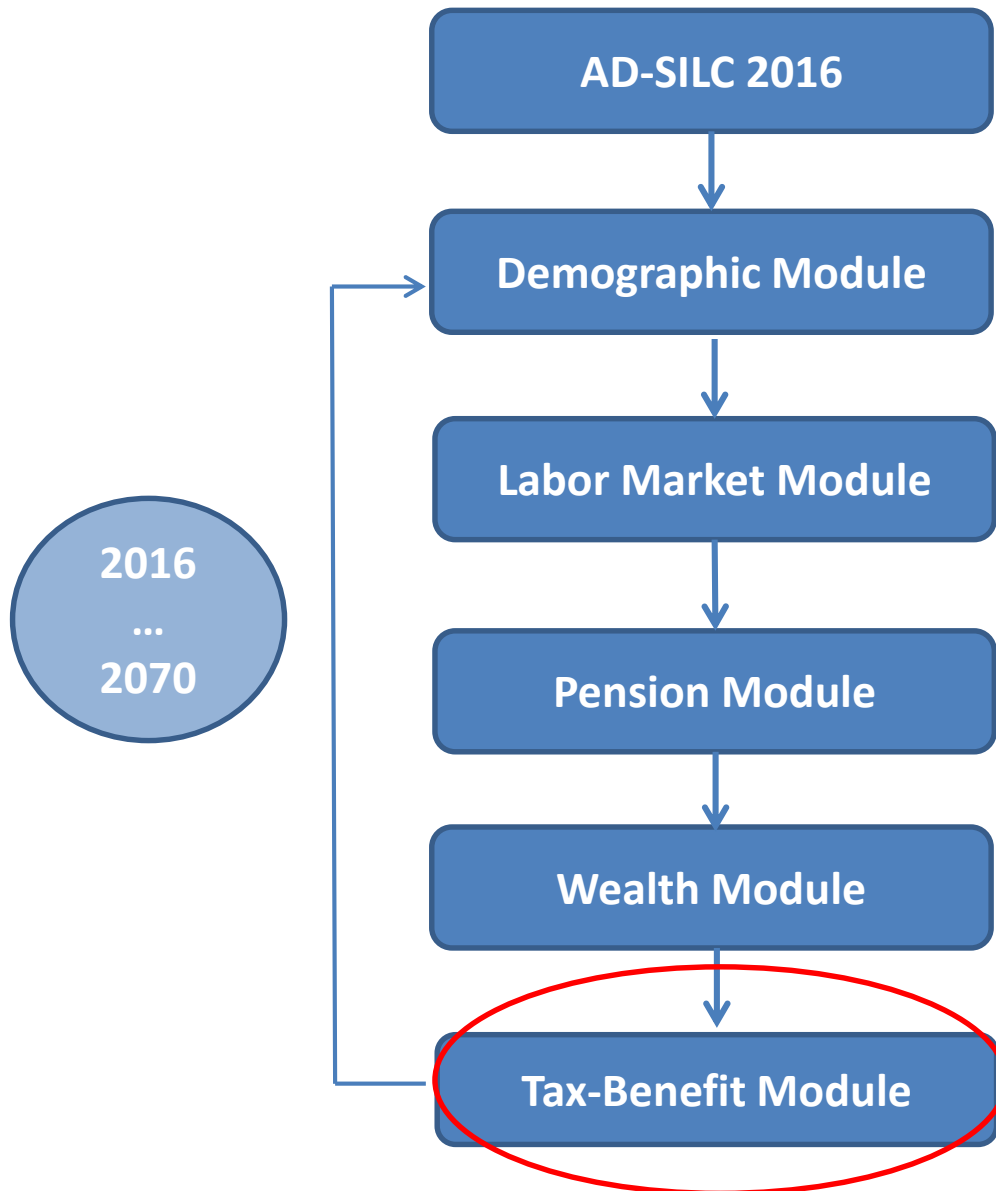 AD-SILC 2016
Demographic Module
Labor Market Module
2016
...
2070
Pension Module
Wealth Module
Tax-Benefit Module